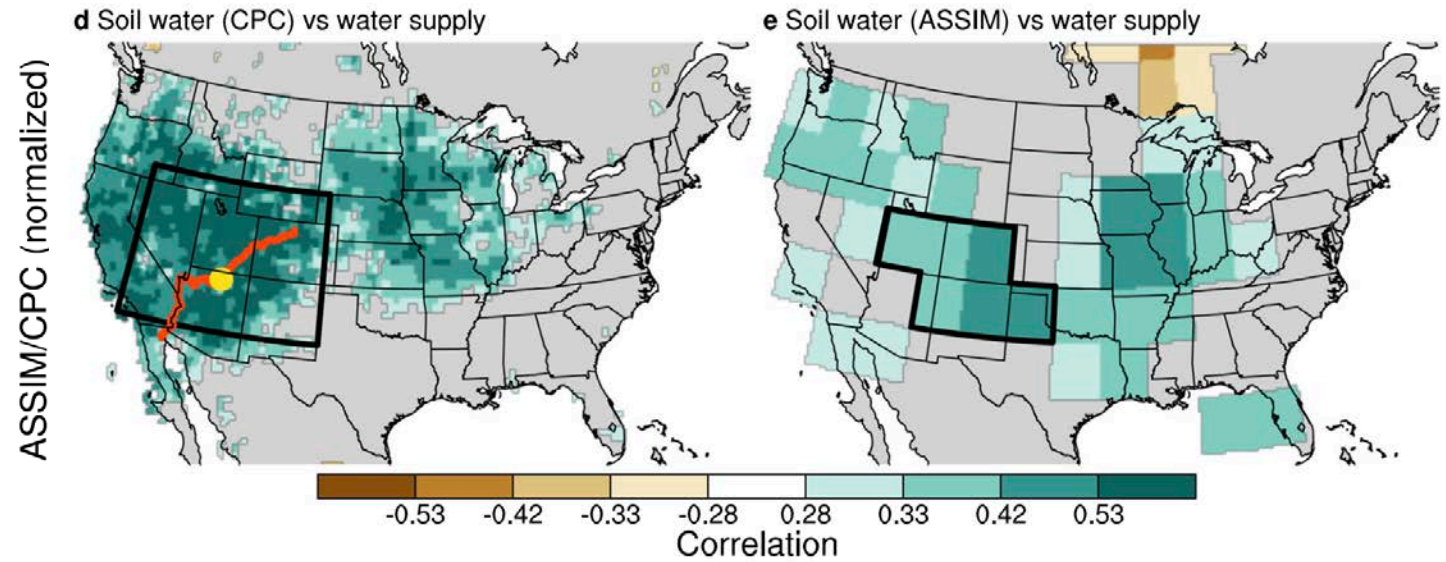 d Soil water (CPC) vs water supply
e Soil water (ASSIM) vs water supply
ASSIM/CPC (normalized)
-0.53 -0.42 -0.33 -0.28 0.28 0.33 0.42 0.53
Correlation